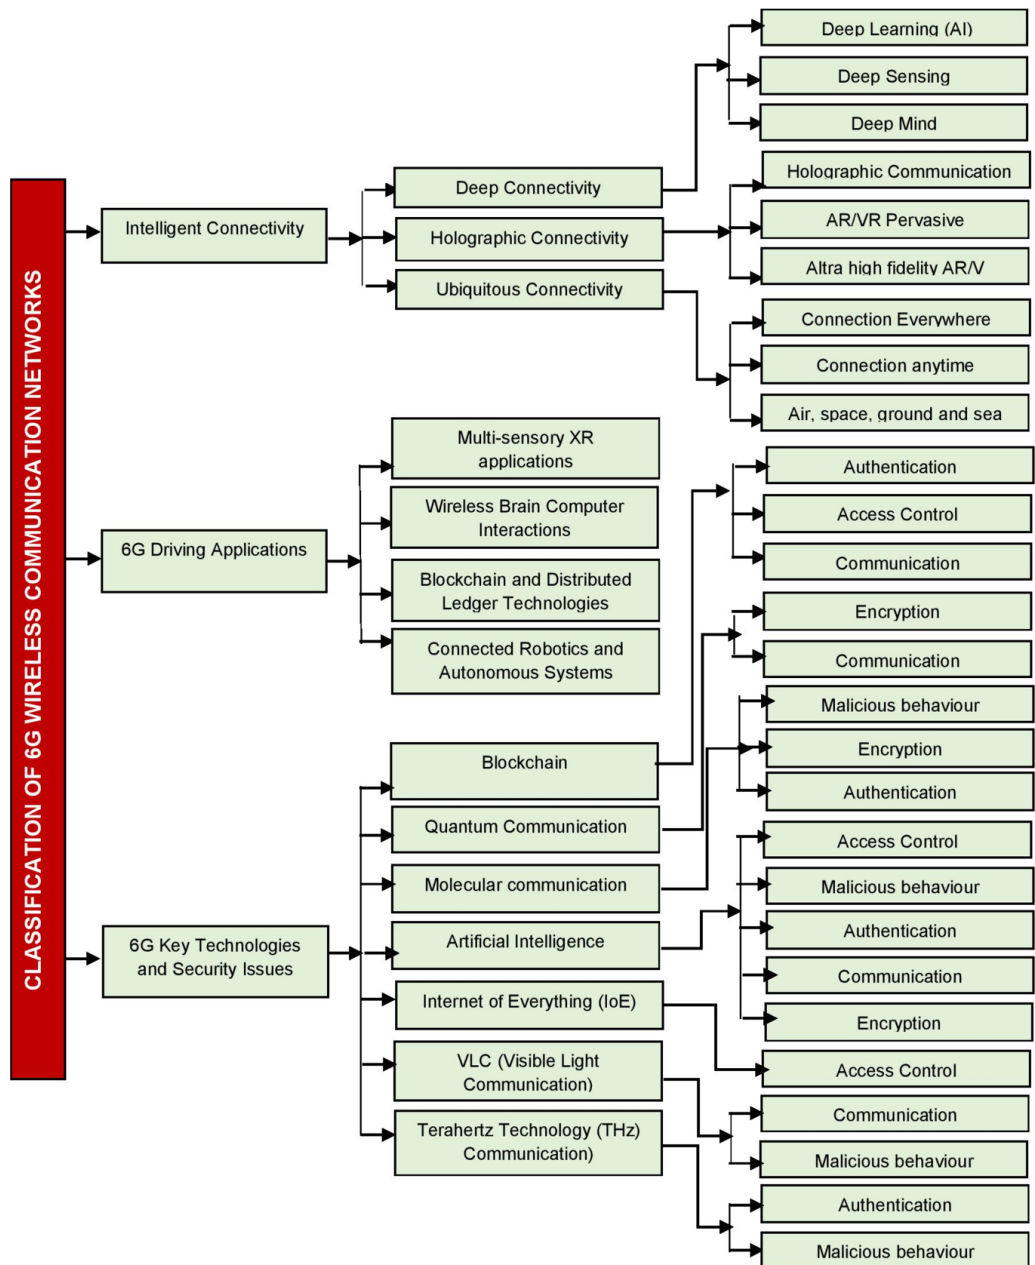 CLASSIFICATION OF 6G WIRELESS COMMUNICATION NETWORKS
Intelligent Connectivity
Deep Connectivity
Deep Learning (AI)
Deep Sensing
Deep Mind
Holographic Connectivity
Holographic Communication
AR/VR Pervasive
Altra high fidelity AR/V
Ubiquitous Connectivity
Connection Everywhere
Connection anytime
Air, space, ground and sea
6G Driving Applications
Multi-sensory XR
applications
Wireless Brain Computer
Interactions
Blockchain and Distributed
Ledger Technologies
Connected Robotics and
Autonomous Systems
6G Key Technologies
and Security Issues
Blockchain
Authentication
Access Control
Communication
Quantum Communication
Encryption
Communication
Molecular communication
Malicious behaviour
Encryption
Authentication
Artificial Intelligence
Access Control
Malicious behaviour
Authentication
Communication
Encryption
Internet of Everything (IoE)
Access Control
VLC (Visible Light
Communication)
Communication
Malicious behaviour
Terahertz Technology (THz)
Communication)
Authentication
Malicious behaviour